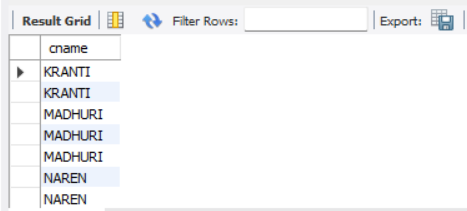 Result Grid Filter Rows: Export:
cname
KRANTI
KRANTI
MADHURI
MADHURI
MADHURI
NAREN
NAREN